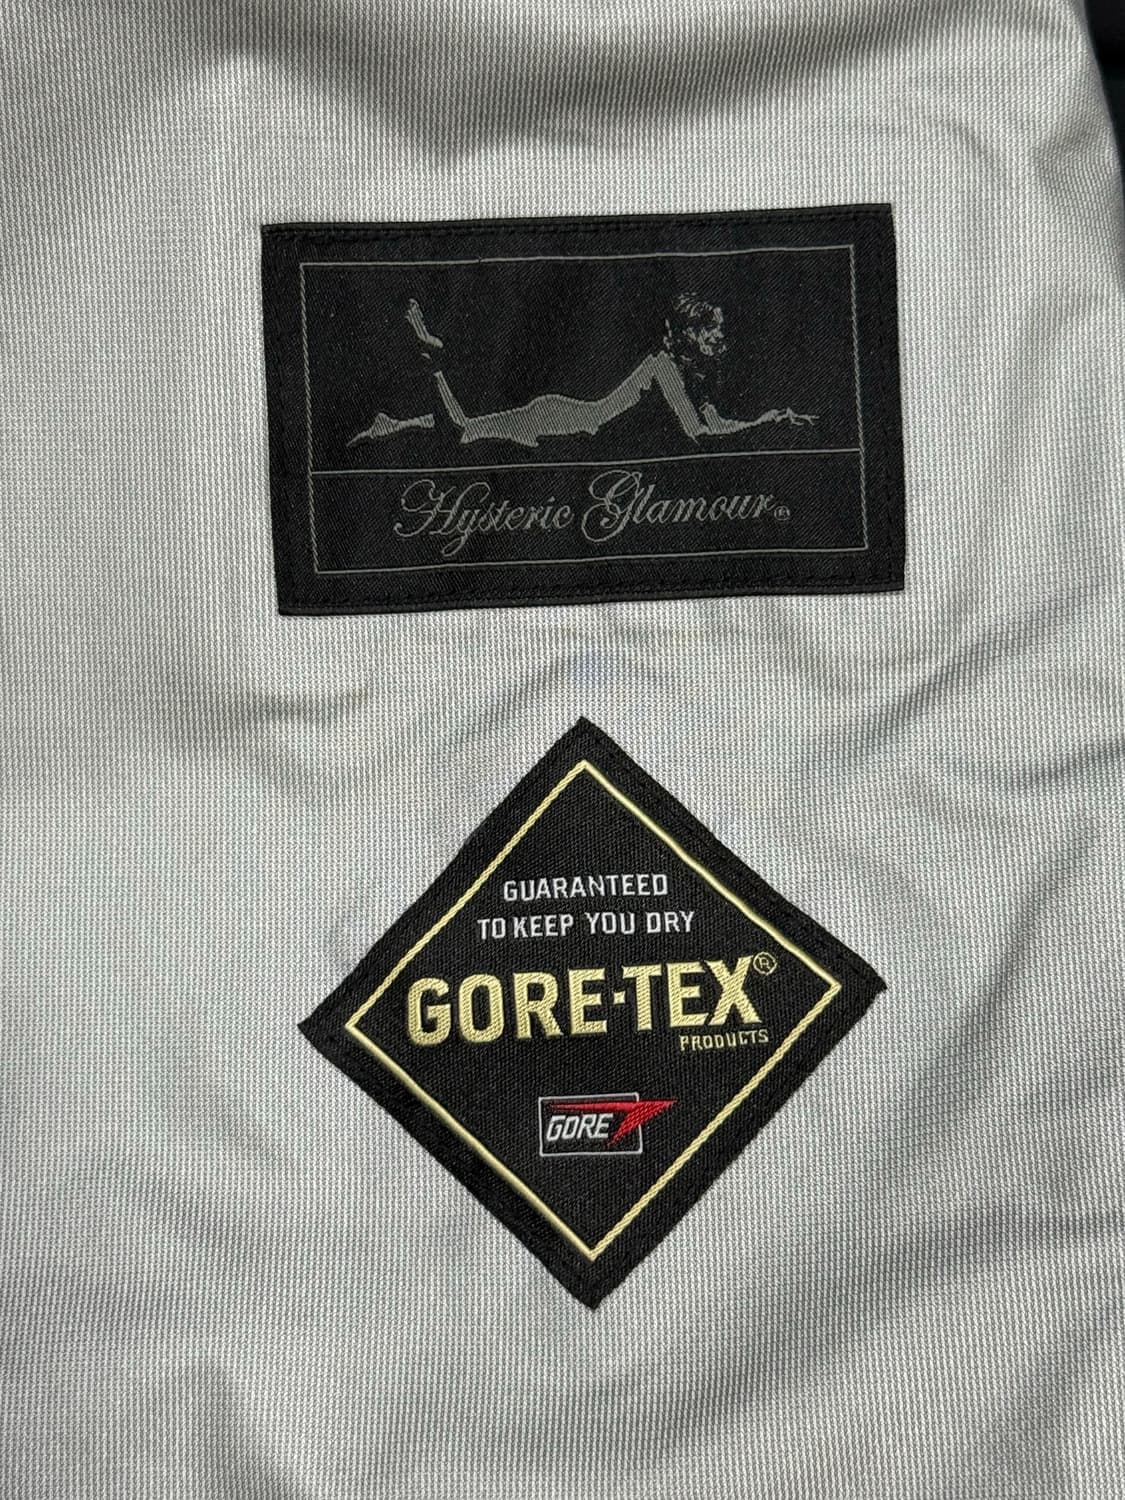 Hysteric Glamour®
GUARANTEED
TO KEEP YOU DRY
GORE-TEX®
PRODUCTS
GORE